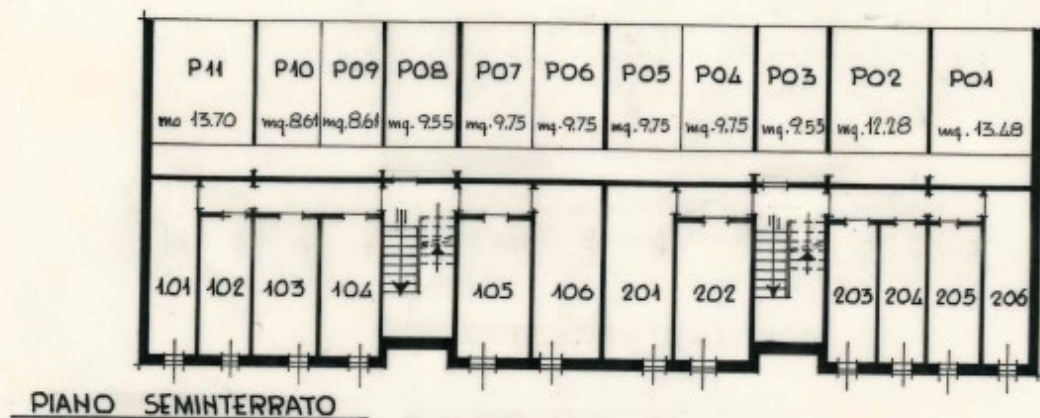 P11 P10 P09 P08 P07 P06 P05 P04 P03 P02 P01
mq 13.70 mq.8.61 mq.8.61 mq.9.55 mq.9.75 mq.9.75 mq.9.75 mq.9.75 mq.9.55 mq.12.28 mq.13.48
101 102 103 104 105 106 201 202 203 204 205 206
PIANO SEMINTERRATO